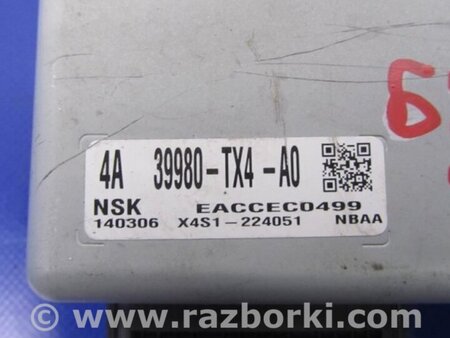 4A 39980-TX4-A0
NSK EACCEC0499
140306 X4S1-224051 NBAA
www.razborki.com